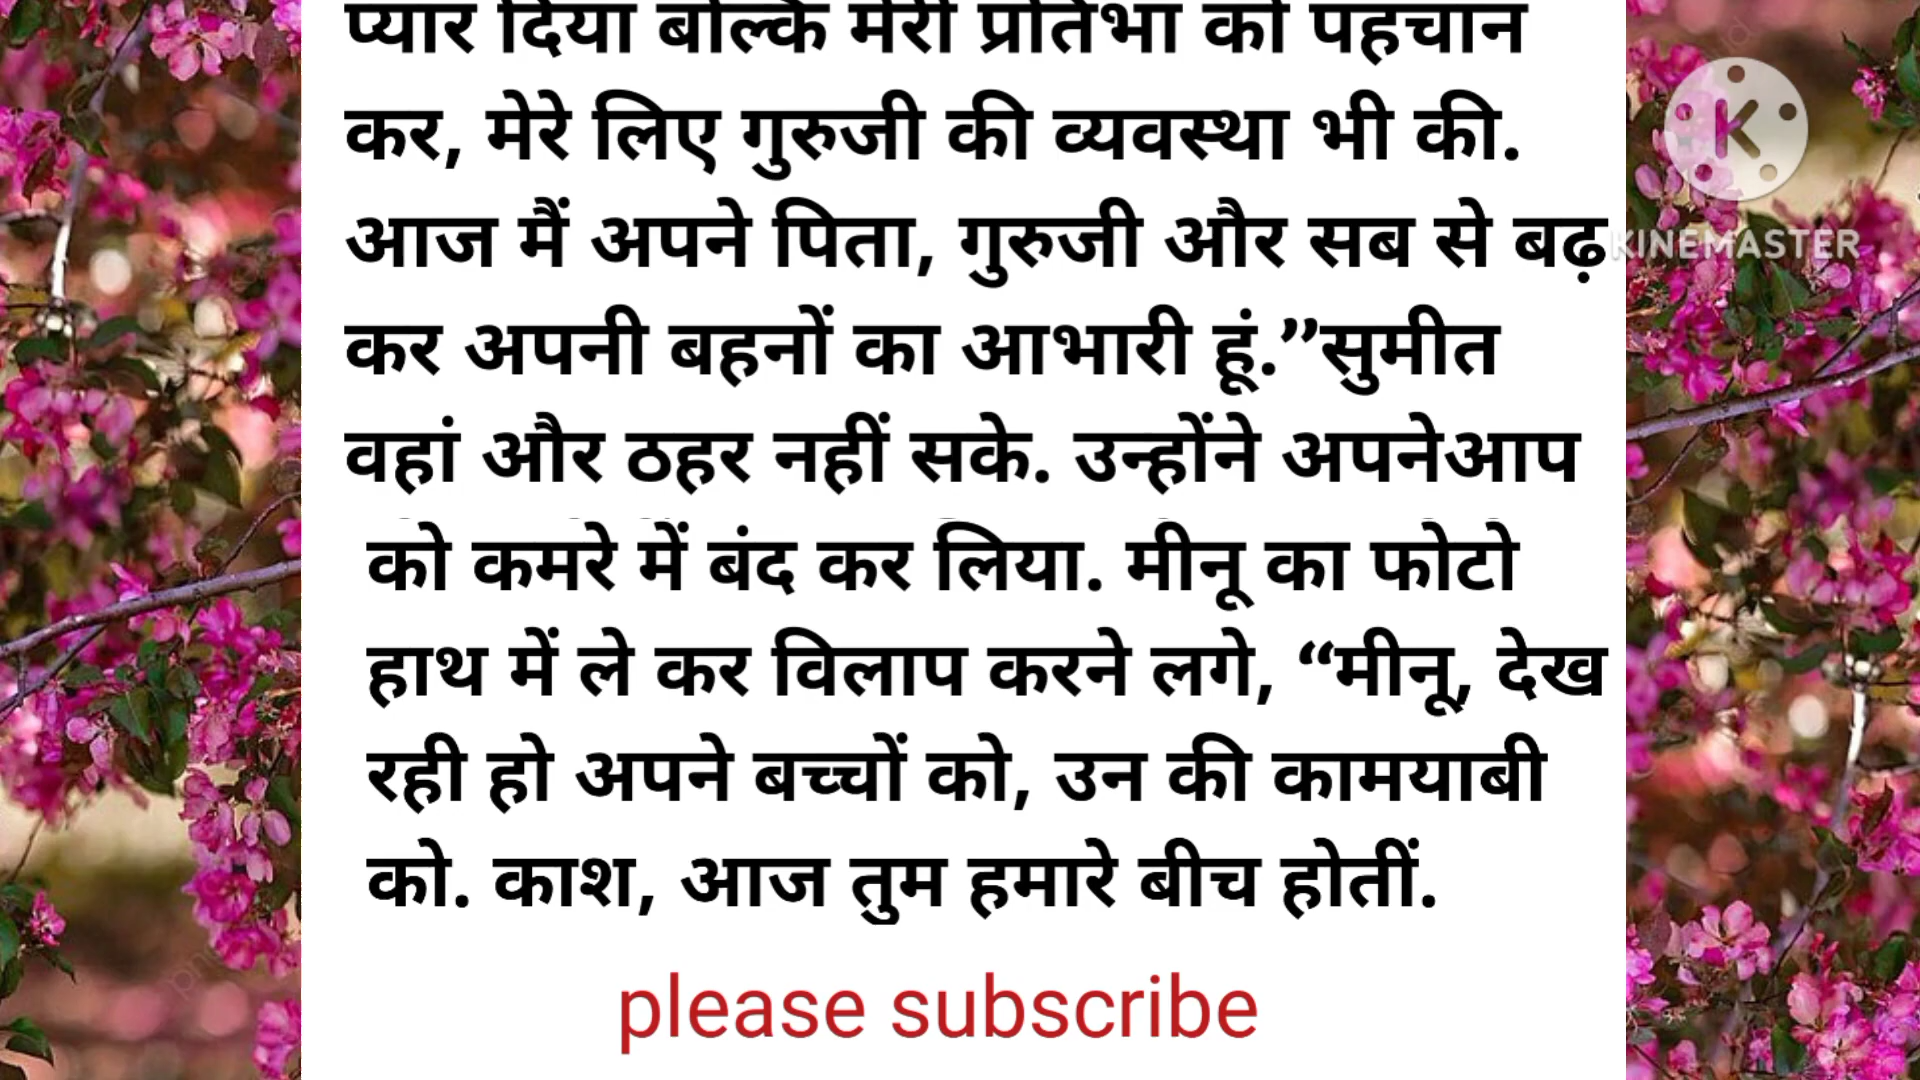 प्यार दिया बल्कि मेरी प्रतिभा को पहचान
कर, मेरे लिए गुरुजी की व्यवस्था भी की.
आज मैं अपने पिता, गुरुजी और सब से बढ़
कर अपनी बहनों का आभारी हूं.”सुमीत
वहां और ठहर नहीं सके. उन्होंने अपनेआप
को कमरे में बंद कर लिया. मीनू का फोटो
हाथ में ले कर विलाप करने लगे, “मीनू, देख
रही हो अपने बच्चों को, उन की कामयाबी
को. काश, आज तुम हमारे बीच होतीं.
please subscribe
K
KINEMASTER